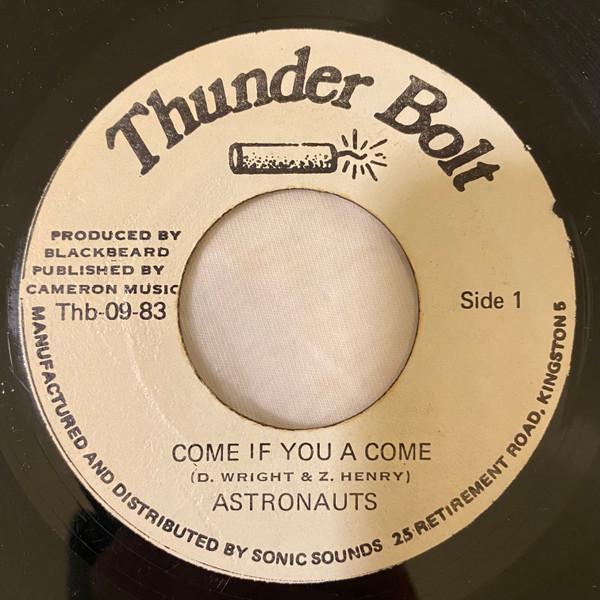 Thunder Bolt
PRODUCED BY
BLACKBEARD
PUBLISHED BY
CAMERON MUSIC
Thb-09-83
Side 1
COME IF YOU A COME
(D. WRIGHT & Z. HENRY)
ASTRONAUTS
MANUFACTURED AND DISTRIBUTED BY SONIC SOUNDS 25 RETIREMENT ROAD, KINGSTON 5